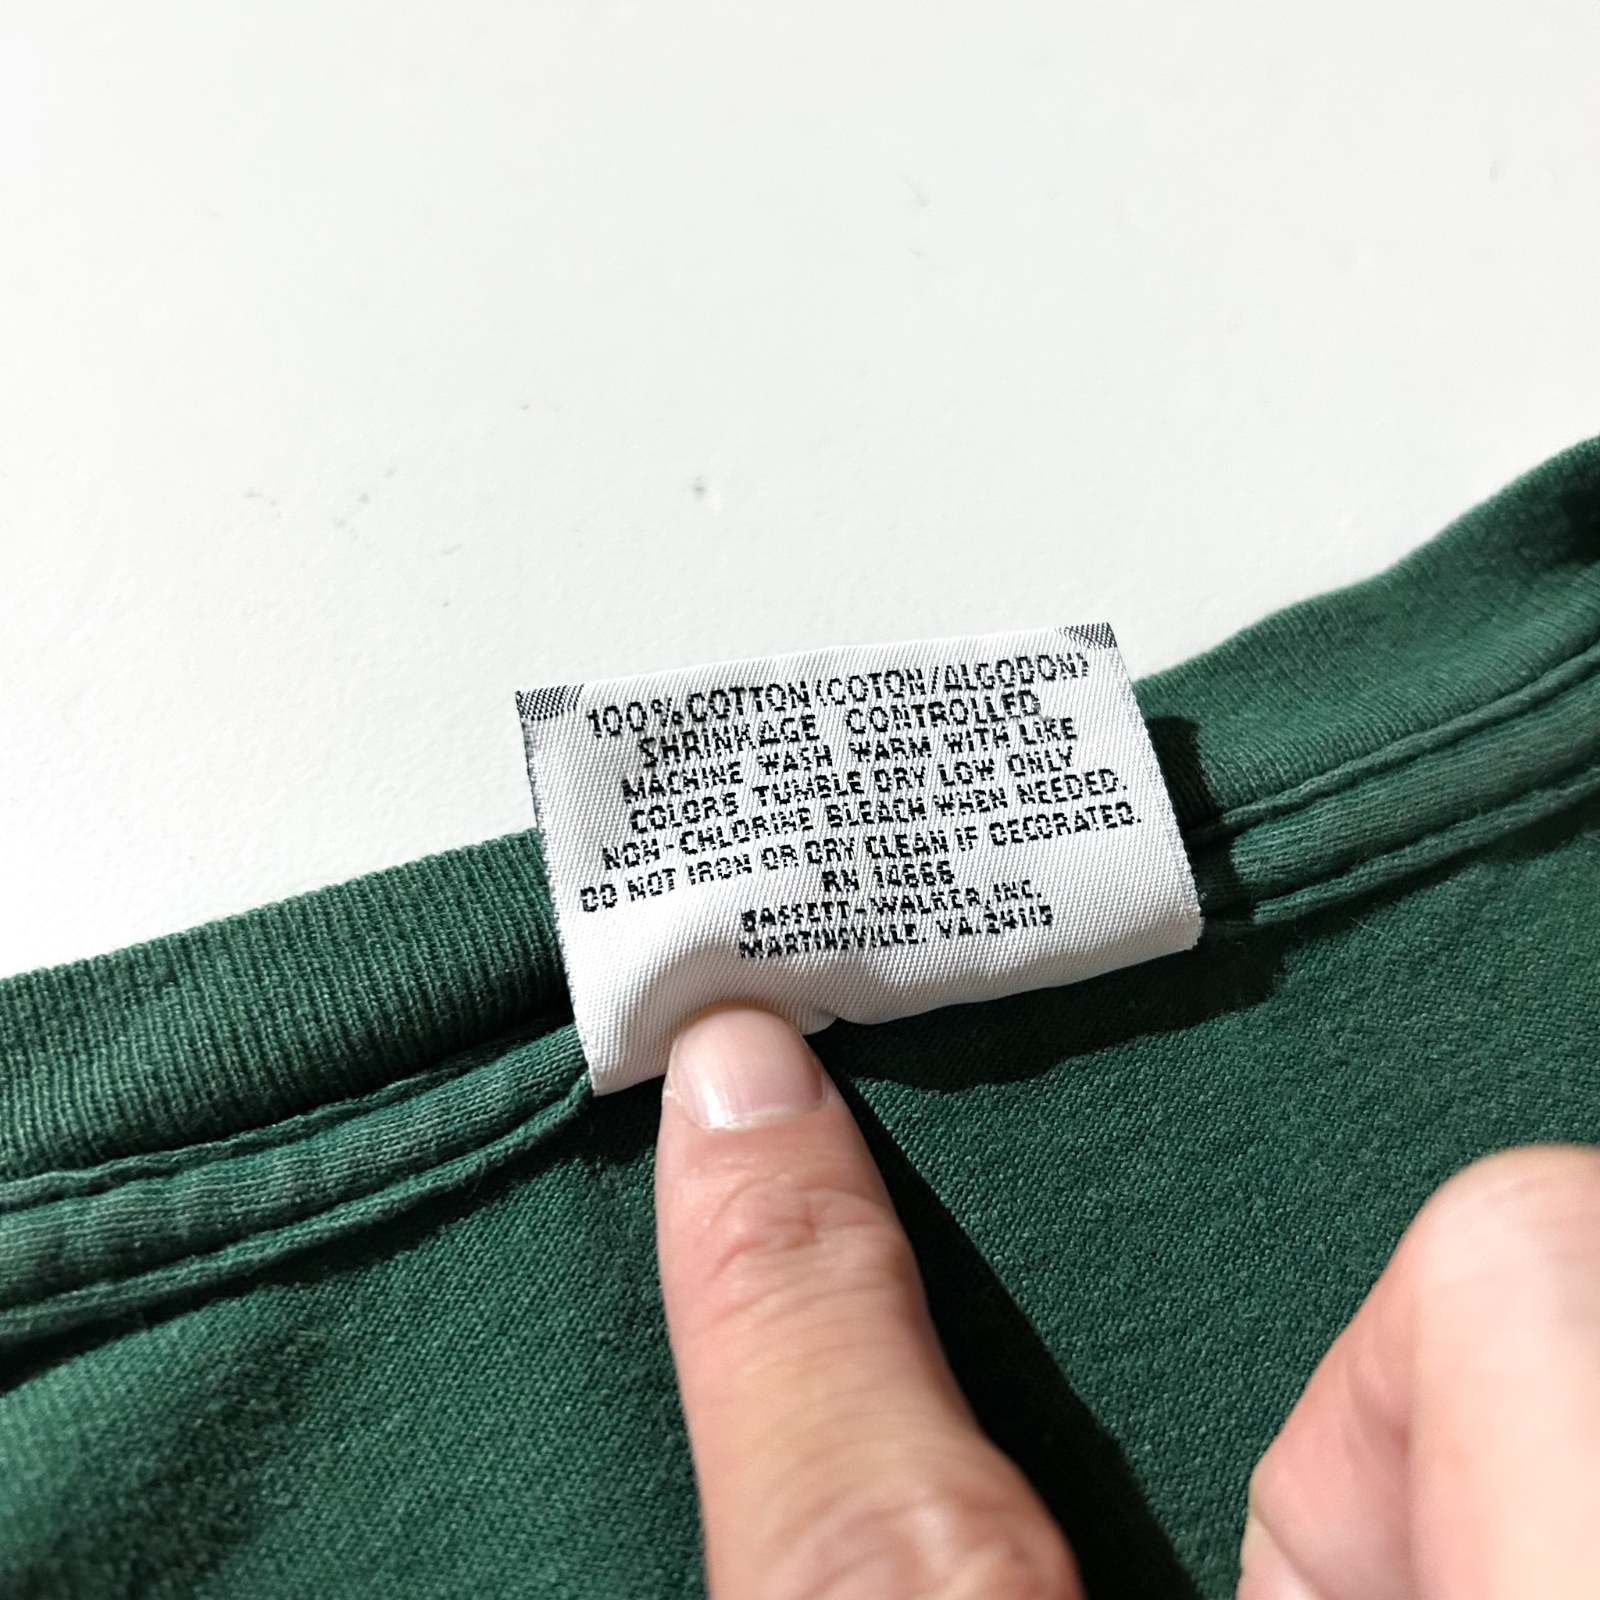 100% COTTON (COTON/ALGODON)
SHRINKAGE CONTROLLED
MACHINE WASH WARM WITH LIKE
COLORS TUMBLE DRY LOW ONLY
NON-CHLORINE BLEACH WHEN NEEDED.
DO NOT IRON OR DRY CLEAN IF DECORATED.
RN 14666
BASSETT-WALKER, INC.
MARTINSVILLE, VA. 24115